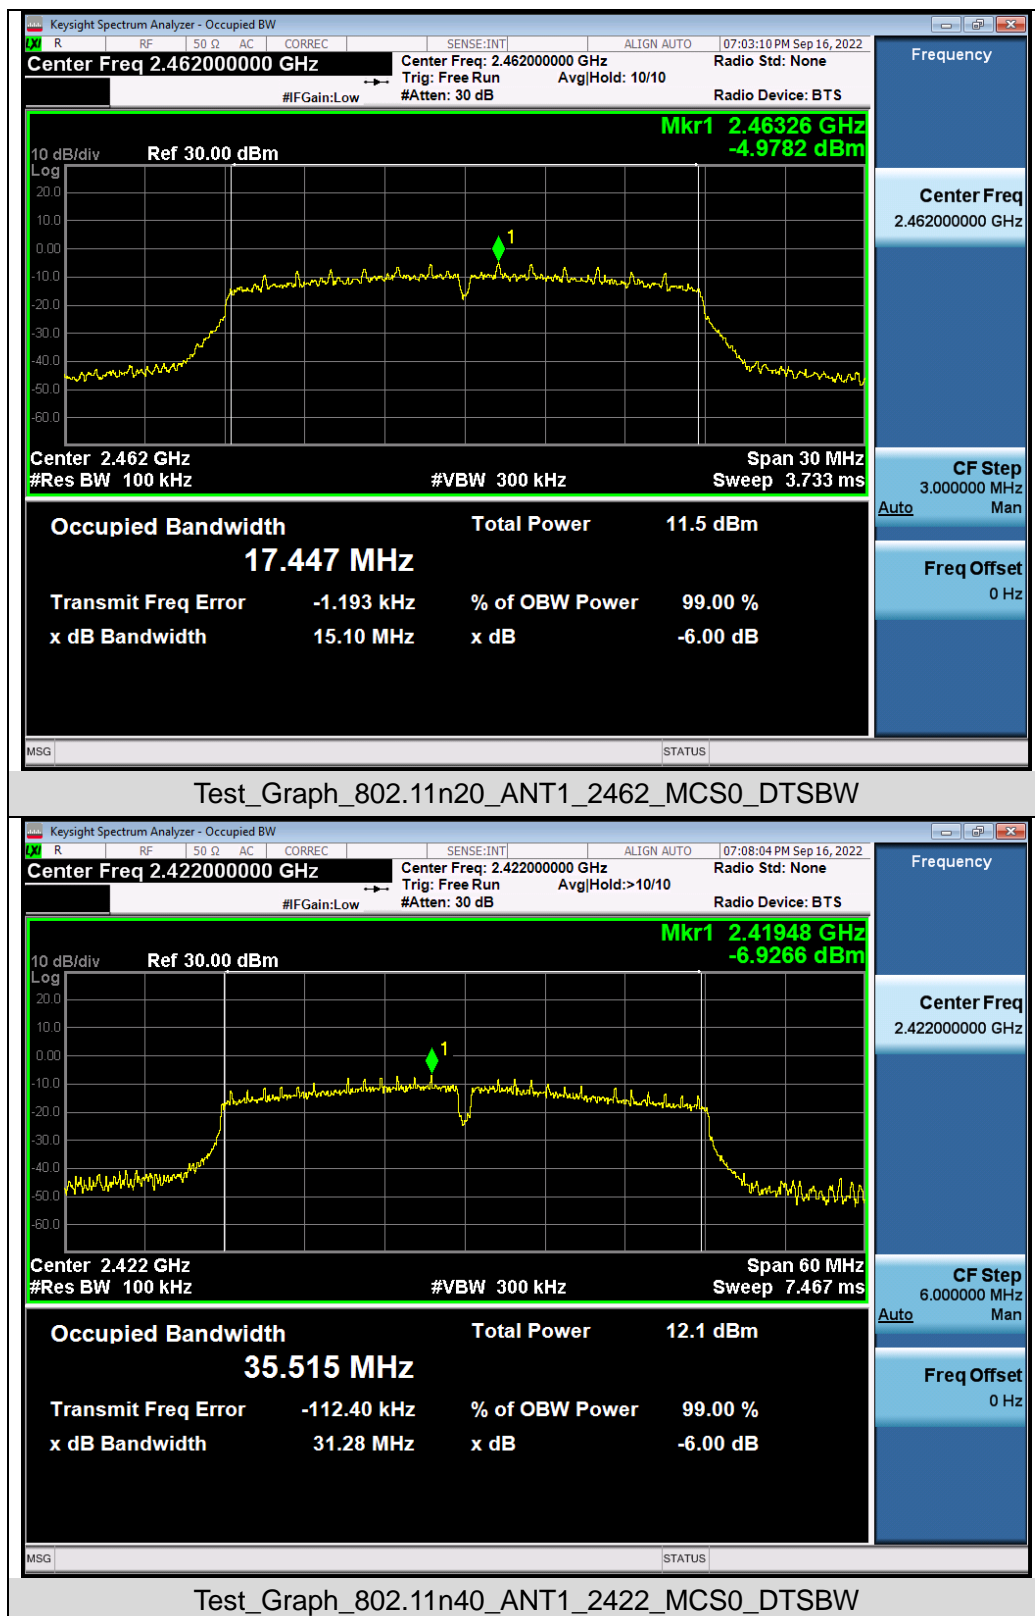 Keysight Spectrum Analyzer - Occupied BW
LXI R RF 50 Ω AC CORREC SENSE:INT ALIGN AUTO 07:03:10 PM Sep 16, 2022
Center Freq 2.462000000 GHz
Center Freq: 2.462000000 GHz Radio Std: None
Trig: Free Run Avg|Hold: 10/10
#IFGain:Low #Atten: 30 dB Radio Device: BTS
Mkr1 2.46326 GHz
-4.9782 dBm
10 dB/div Ref 30.00 dBm
Log
20.0
10.0
0.00
-10.0
-20.0
-30.0
-40.0
-50.0
-60.0
1
Center 2.462 GHz Span 30 MHz
#Res BW 100 kHz #VBW 300 kHz Sweep 3.733 ms
Occupied Bandwidth Total Power 11.5 dBm
17.447 MHz
Transmit Freq Error -1.193 kHz % of OBW Power 99.00 %
x dB Bandwidth 15.10 MHz x dB -6.00 dB
MSG STATUS
Frequency
Center Freq
2.462000000 GHz
CF Step
3.000000 MHz
Auto Man
Freq Offset
0 Hz
Test_Graph_802.11n20_ANT1_2462_MCS0_DTSBW
Keysight Spectrum Analyzer - Occupied BW
LXI R RF 50 Ω AC CORREC SENSE:INT ALIGN AUTO 07:08:04 PM Sep 16, 2022
Center Freq 2.422000000 GHz
Center Freq: 2.422000000 GHz Radio Std: None
Trig: Free Run Avg|Hold:>10/10
#IFGain:Low #Atten: 30 dB Radio Device: BTS
Mkr1 2.41948 GHz
-6.9266 dBm
10 dB/div Ref 30.00 dBm
Log
20.0
10.0
0.00
-10.0
-20.0
-30.0
-40.0
-50.0
-60.0
1
Center 2.422 GHz Span 60 MHz
#Res BW 100 kHz #VBW 300 kHz Sweep 7.467 ms
Occupied Bandwidth Total Power 12.1 dBm
35.515 MHz
Transmit Freq Error -112.40 kHz % of OBW Power 99.00 %
x dB Bandwidth 31.28 MHz x dB -6.00 dB
MSG STATUS
Frequency
Center Freq
2.422000000 GHz
CF Step
6.000000 MHz
Auto Man
Freq Offset
0 Hz
Test_Graph_802.11n40_ANT1_2422_MCS0_DTSBW